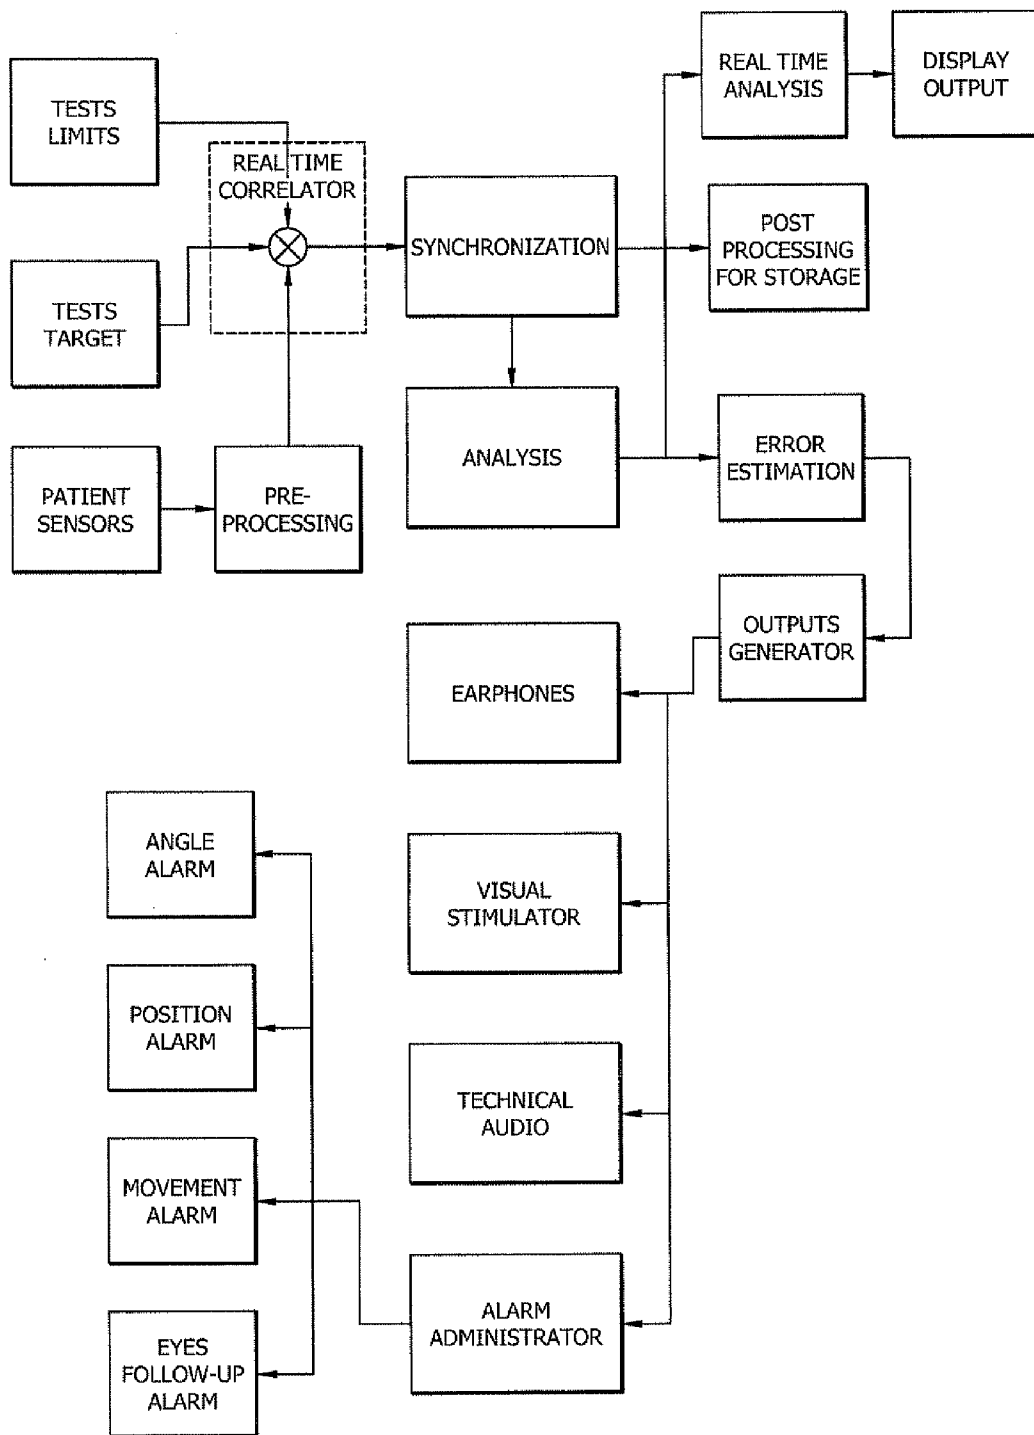 TESTS
LIMITS
REAL TIME
CORRELATOR
REAL TIME
ANALYSIS
DISPLAY
OUTPUT
TESTS
TARGET
SYNCHRONIZATION
POST
PROCESSING
FOR STORAGE
PATIENT
SENSORS
PRE-
PROCESSING
ANALYSIS
ERROR
ESTIMATION
OUTPUTS
GENERATOR
EARPHONES
ANGLE
ALARM
VISUAL
STIMULATOR
POSITION
ALARM
TECHNICAL
AUDIO
MOVEMENT
ALARM
ALARM
ADMINISTRATOR
EYES
FOLLOW-UP
ALARM